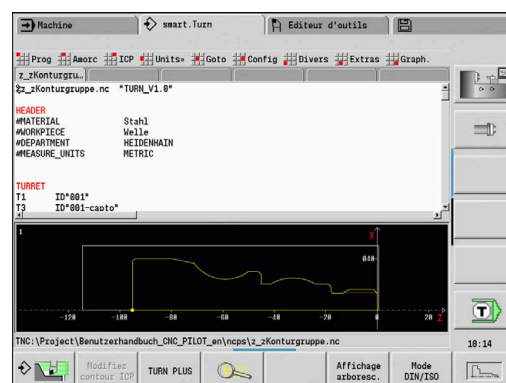 Machine
smart.Turn
Editeur d'outils
Prog Amorc ICP Units» Goto Config Divers Extras Graph.
z_zKonturgru…
%z_zKonturgruppe.nc "TURN_V1.0"
HEADER
#MATERIAL Stahl
#WORKPIECE Welle
#DEPARTMENT HEIDENHAIN
#MEASURE_UNITS METRIC
TURRET
T1 ID"001"
T3 ID"001-capto"
1
X
Ø40
-120 -100 -80 -60 -40 -20 0 20 Z
TNC:\Project\Benutzerhandbuch_CNC_PILOT_en\ncps\z_zKonturgruppe.nc
T
10:14
Modifier contour ICP
TURN PLUS
Affichage arboresc.
Mode DIN/ISO